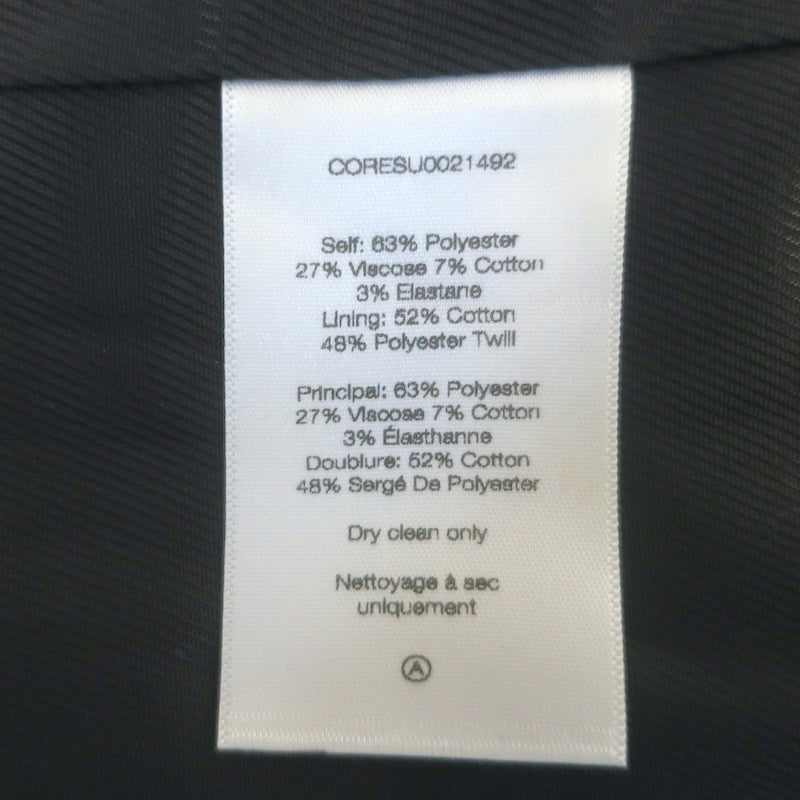 CORESU0021492
Self: 63% Polyester
27% Viscose 7% Cotton
3% Elastane
Lining: 52% Cotton
48% Polyester Twill
Principal: 63% Polyester
27% Viscose 7% Cotton
3% Élasthanne
Doublure: 52% Cotton
48% Sergé De Polyester
Dry clean only
Nettoyage à sec
uniquement
A